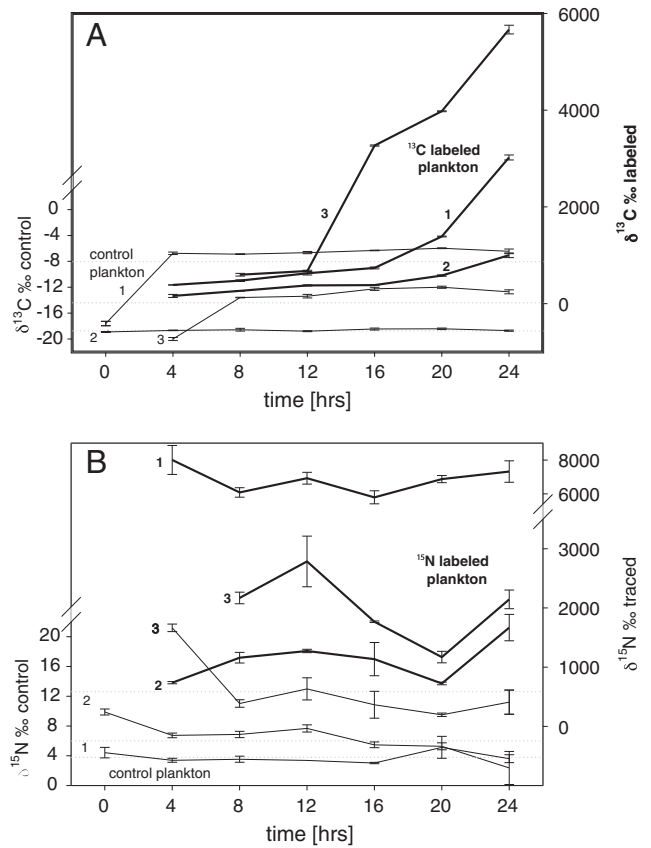 A
6000
4000
¹³C labeled
plankton
3
1
2000
0
-4
2
-8
control
plankton
-12
1
0
-16
2
3
-20
δ¹³C ‰ control
δ¹³C ‰ labeled
0 4 8 12 16 20 24
time [hrs]
B
1
8000
6000
¹⁵N labeled
plankton
3000
3
2000
3
20
16
2
1000
12
2
8
0
1
4
control plankton
0
δ¹⁵N ‰ control
δ¹⁵N ‰ traced
0 4 8 12 16 20 24
time [hrs]